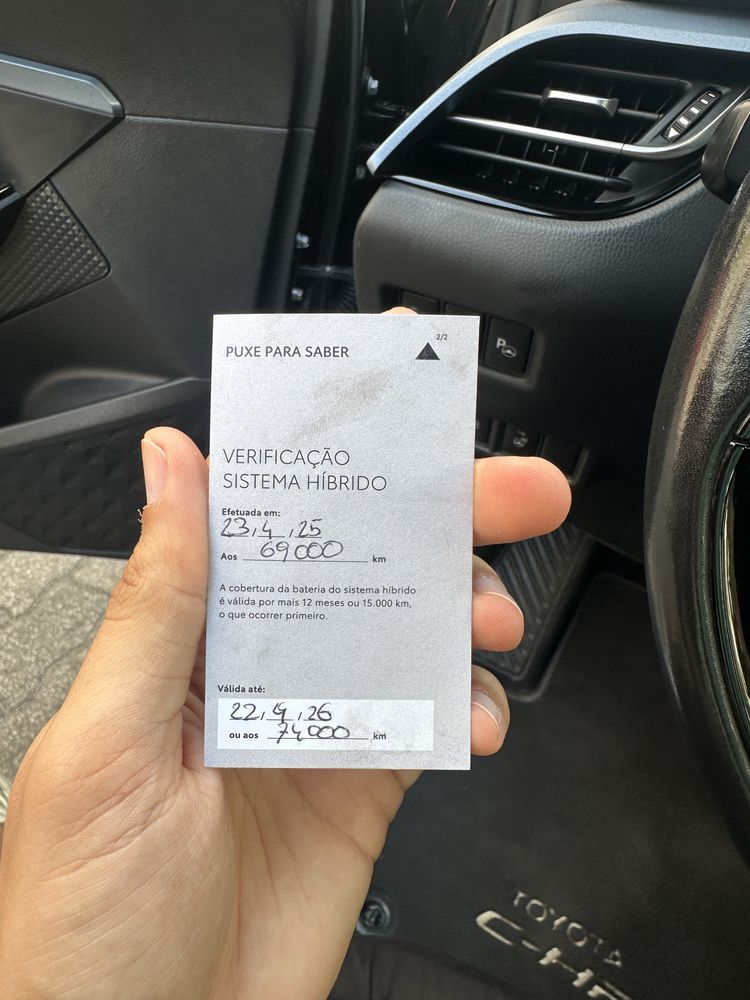 PUXE PARA SABER
2/2
VERIFICAÇÃO
SISTEMA HÍBRIDO
Efetuada em:
23,4,25
Aos 69000 km
A cobertura da bateria do sistema híbrido
é válida por mais 12 meses ou 15.000 km,
o que ocorrer primeiro.
Válida até:
22,4,26
ou aos 74000 km
P
TOYOTA